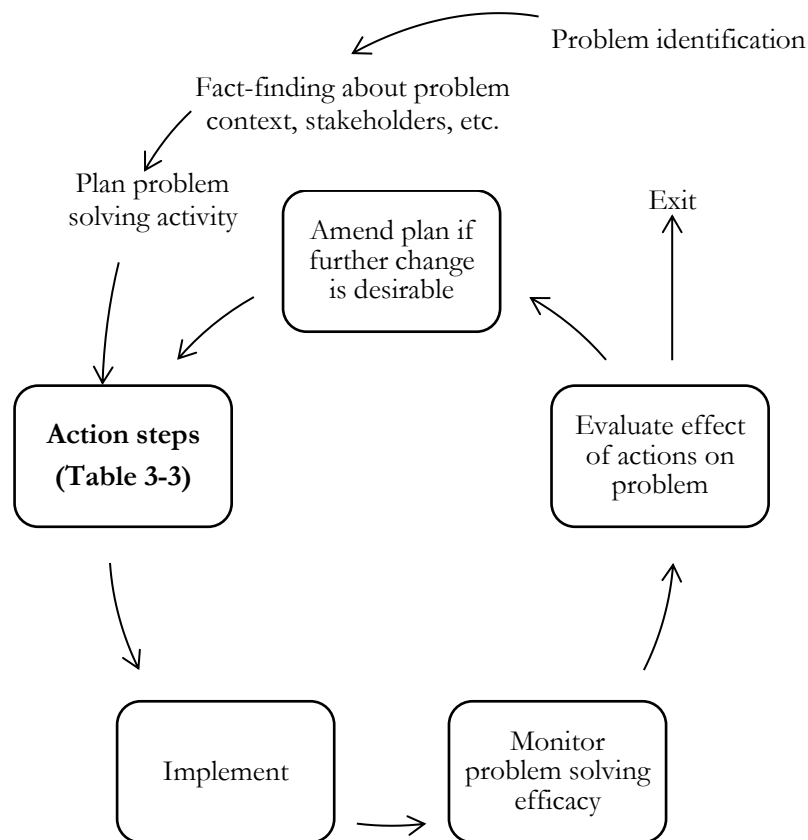 Problem identification
Fact-finding about problem
context, stakeholders, etc.
Plan problem
solving activity
Amend plan if
further change
is desirable
Exit
Action steps
(Table 3-3)
Evaluate effect
of actions on
problem
Implement
Monitor
problem solving
efficacy